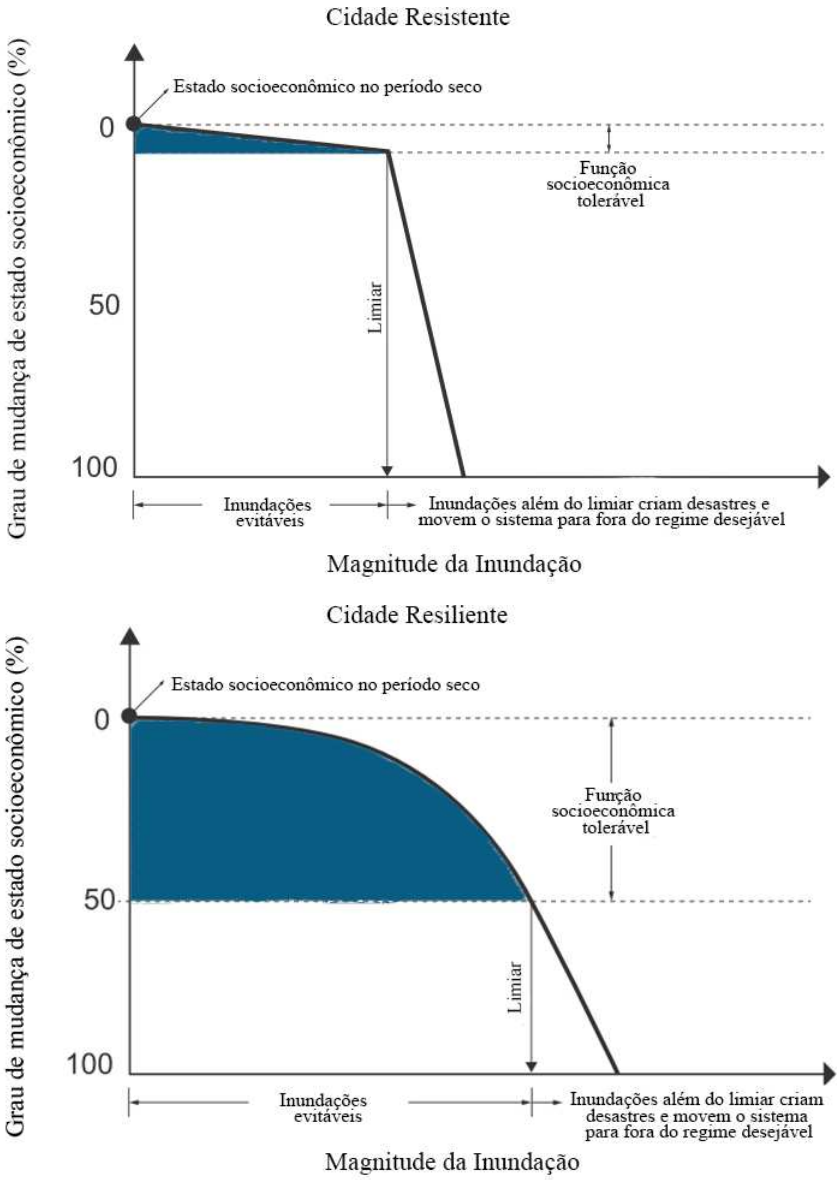 Cidade Resistente
Grau de mudança de estado socioeconômico (%)
Estado socioeconômico no período seco
0
Função
socioeconômica
tolerável
50
Limiar
100
Inundações
evitáveis
Inundações além do limiar criam desastres e
movem o sistema para fora do regime desejável
Magnitude da Inundação
Cidade Resiliente
Grau de mudança de estado socioeconômico (%)
Estado socioeconômico no período seco
0
Função
socioeconômica
tolerável
50
Limiar
100
Inundações
evitáveis
Inundações além do limiar criam
desastres e movem o sistema
para fora do regime desejável
Magnitude da Inundação